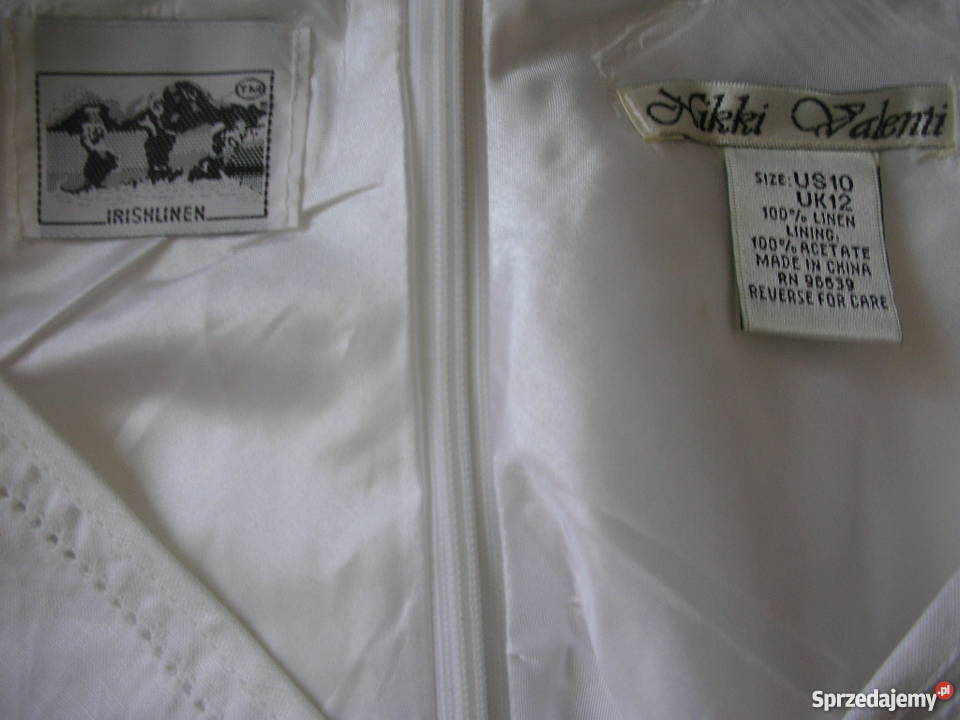 TM
IRISHLINEN
Nikki Valenti
SIZE: US10
UK12
100% LINEN
LINING,
100% ACETATE
MADE IN CHINA
RN 96639
REVERSE FOR CARE
Sprzedajemy.pl